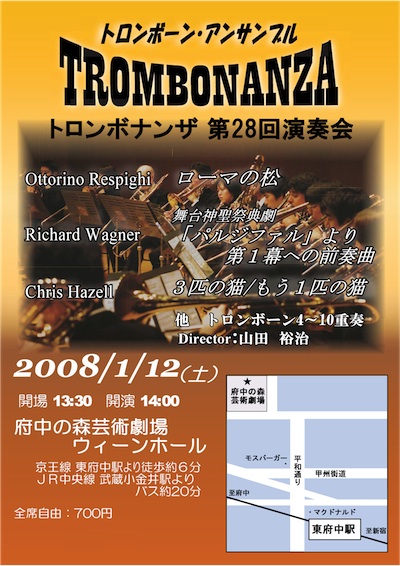 トロンボーン・アンサンブル
TROMBONANZA
トロンボナンザ 第28回演奏会
Ottorino Respighi ローマの松
舞台神聖祭典劇
Richard Wagner 「パルジファル」より
第1幕への前奏曲
Chris Hazell 3匹の猫/もう1匹の猫
他 トロンボーン4～10重奏
Director:山田 裕治
2008/1/12(土)
開場 13:30 開演 14:00
府中の森芸術劇場
ウィーンホール
京王線 東府中駅より徒歩約6分
JR中央線 武蔵小金井駅より
バス約20分
全席自由：700円
★
府中の森
芸術劇場
平和通り
モスバーガー・
甲州街道
至府中
・マクドナルド
東府中駅
至新宿